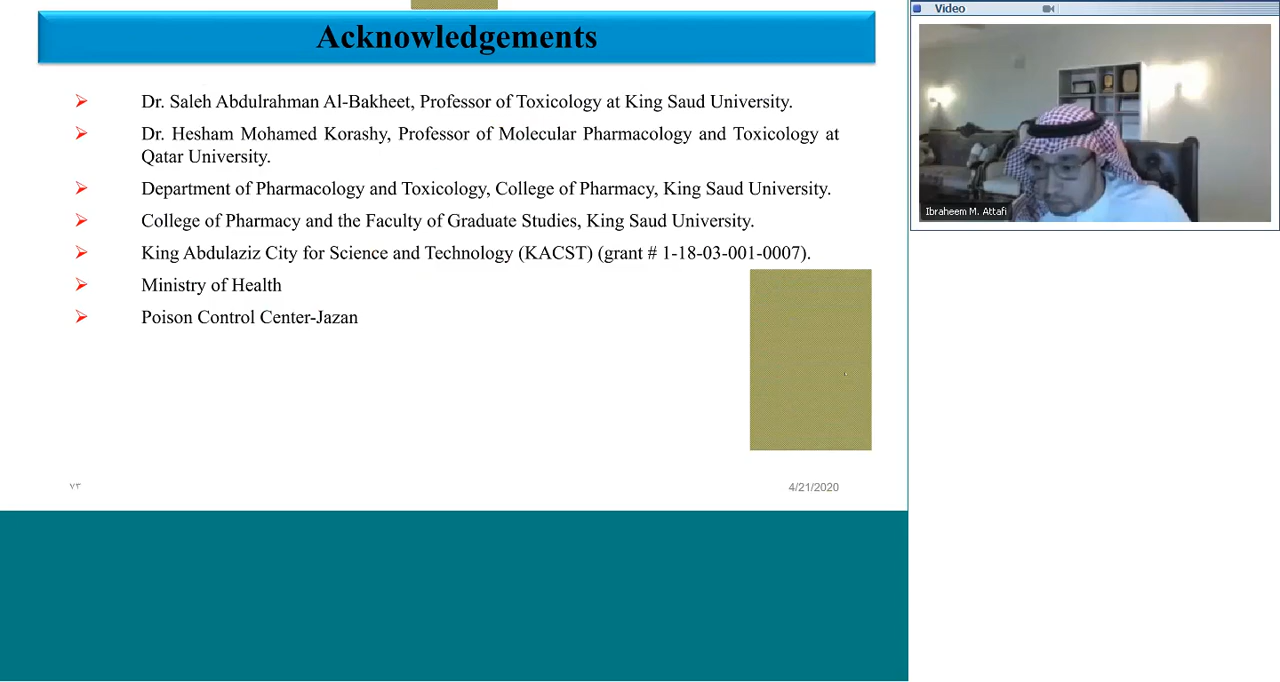 Acknowledgements
Dr. Saleh Abdulrahman Al-Bakheet, Professor of Toxicology at King Saud University.
Dr. Hesham Mohamed Korashy, Professor of Molecular Pharmacology and Toxicology at
Qatar University.
Department of Pharmacology and Toxicology, College of Pharmacy, King Saud University.
College of Pharmacy and the Faculty of Graduate Studies, King Saud University.
King Abdulaziz City for Science and Technology (KACST) (grant # 1-18-03-001-0007).
Ministry of Health
Poison Control Center-Jazan
٧٣
4/21/2020
Video
Ibraheem M. Attafi